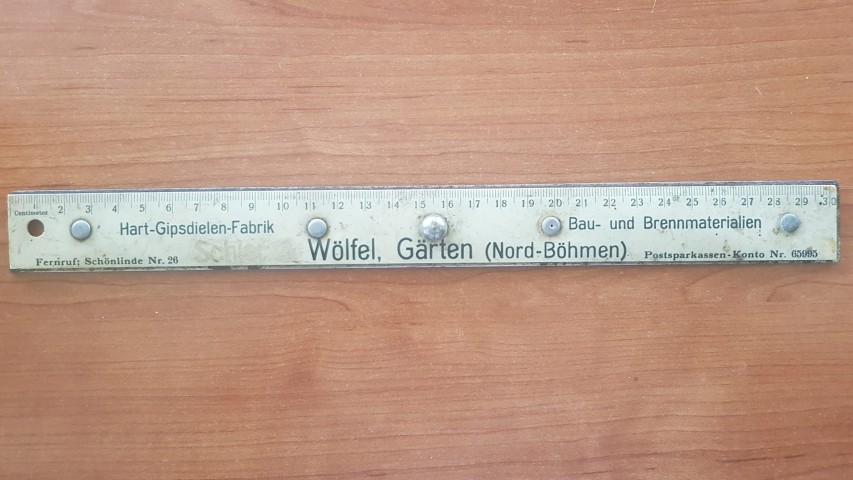 Centimeter 2 3 4 5 6 7 8 9 10 11 12 13 14 15 16 17 18 19 20 21 22 23 24 25 26 27 28 29 30
Hart-Gipsdielen-Fabrik Bau- und Brennmaterialien
Wölfel, Gärten (Nord-Böhmen)
Fernruf: Schönlinde Nr. 26 Postsparkassen-Konto Nr. 65995